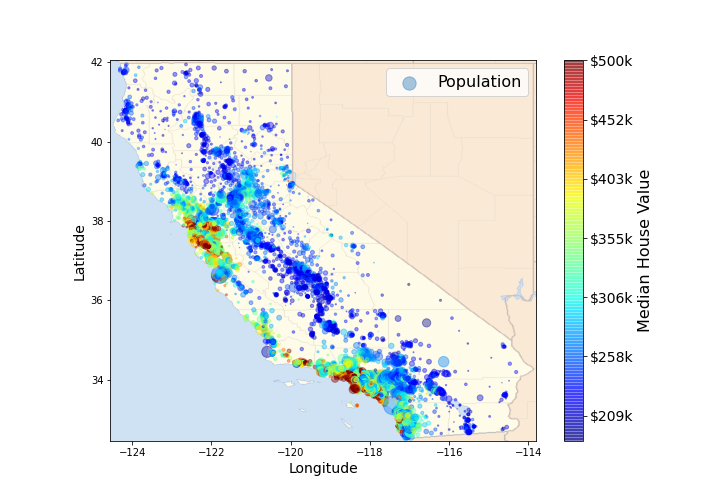 42
40
38
36
34
Latitude
−124
−122
−120
−118
−116
−114
Longitude
Population
$500k
$452k
$403k
$355k
$306k
$258k
$209k
Median House Value